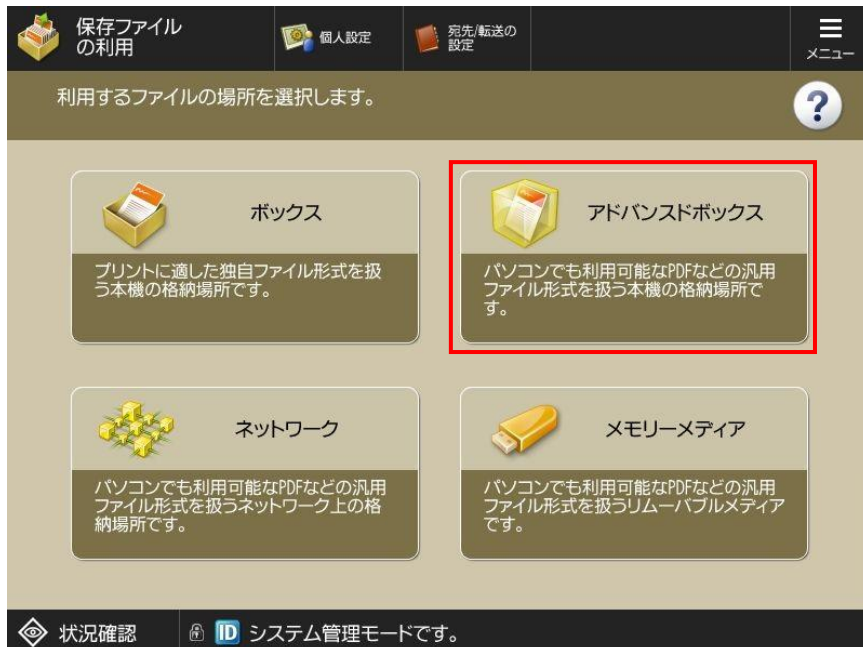 保存ファイル
の利用
個人設定
宛先/転送の
設定
メニュー
利用するファイルの場所を選択します。
?
ボックス
プリントに適した独自ファイル形式を扱
う本機の格納場所です。
アドバンスドボックス
パソコンでも利用可能なPDFなどの汎用
ファイル形式を扱う本機の格納場所で
す。
ネットワーク
パソコンでも利用可能なPDFなどの汎用
ファイル形式を扱うネットワーク上の格
納場所です。
メモリーメディア
パソコンでも利用可能なPDFなどの汎用
ファイル形式を扱うリムーバブルメディア
です。
状況確認
ID システム管理モードです。